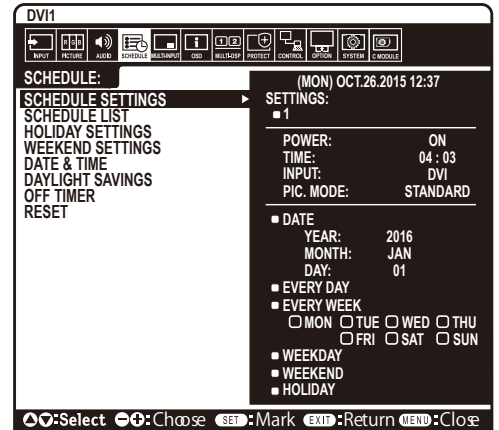 DVI1
INPUT PICTURE AUDIO SCHEDULE MULTI-INPUT OSD MULTI-DSP PROTECT CONTROL OPTION SYSTEM C MODULE
SCHEDULE:
SCHEDULE SETTINGS
SCHEDULE LIST
HOLIDAY SETTINGS
WEEKEND SETTINGS
DATE & TIME
DAYLIGHT SAVINGS
OFF TIMER
RESET
(MON) OCT.26.2015 12:37
SETTINGS:
1
POWER: ON
TIME: 04 : 03
INPUT: DVI
PIC. MODE: STANDARD
DATE
YEAR: 2016
MONTH: JAN
DAY: 01
EVERY DAY
EVERY WEEK
MON TUE WED THU
FRI SAT SUN
WEEKDAY
WEEKEND
HOLIDAY
:Select :Choose SET:Mark EXIT:Return MENU:Close